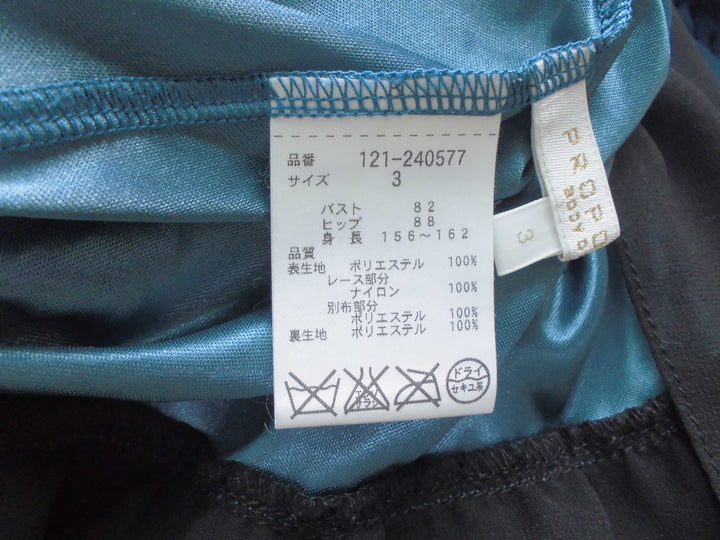 品番 121-240577
サイズ 3
バスト 82
ヒップ 88
身長 156～162
品質
表生地 ポリエステル 100%
レース部分
ナイロン 100%
別布部分
ポリエステル 100%
裏生地 ポリエステル 100%
ドライ
セキユ系
3
PROPO
BODY D